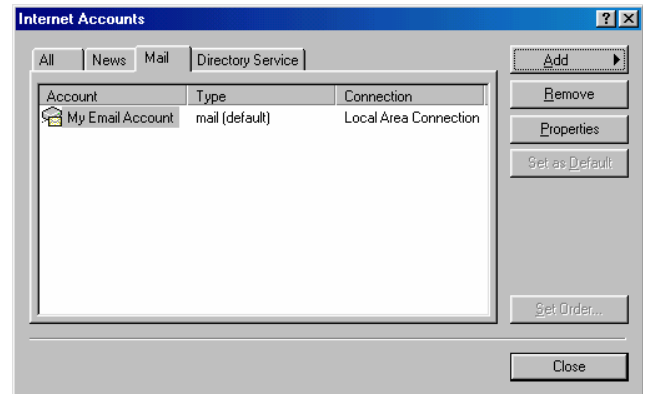 Internet Accounts
All News Mail Directory Service
Add
Account Type Connection
Remove
My Email Account mail (default) Local Area Connection
Properties
Set as Default
Set Order...
Close